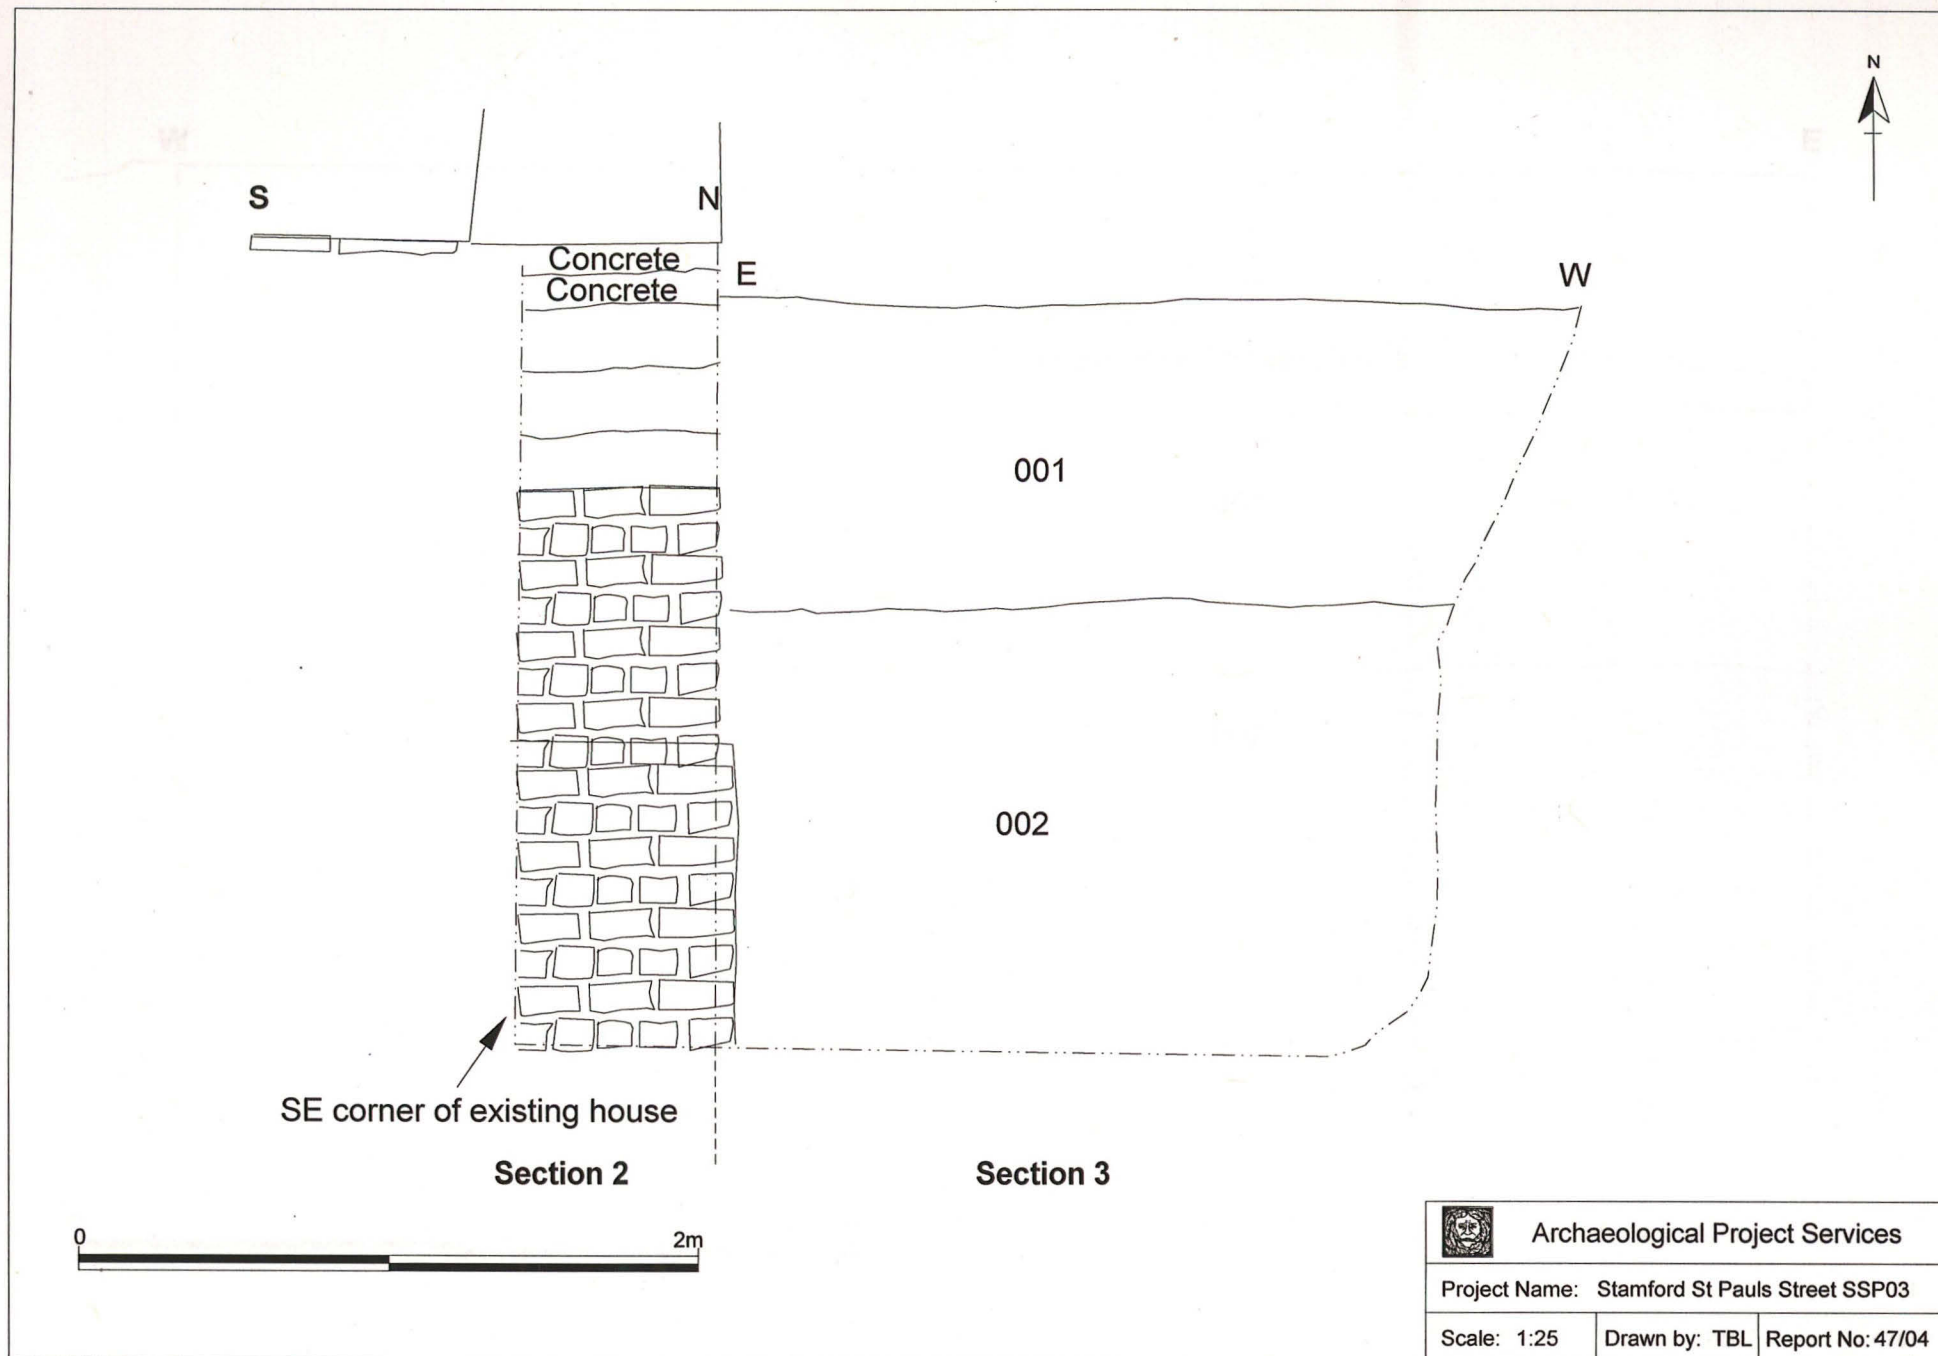 N
S
N
Concrete
Concrete
E
W
001
002
SE corner of existing house
Section 2
Section 3
0
2m
Archaeological Project Services
Project Name: Stamford St Pauls Street SSP03
Scale: 1:25
Drawn by: TBL
Report No: 47/04